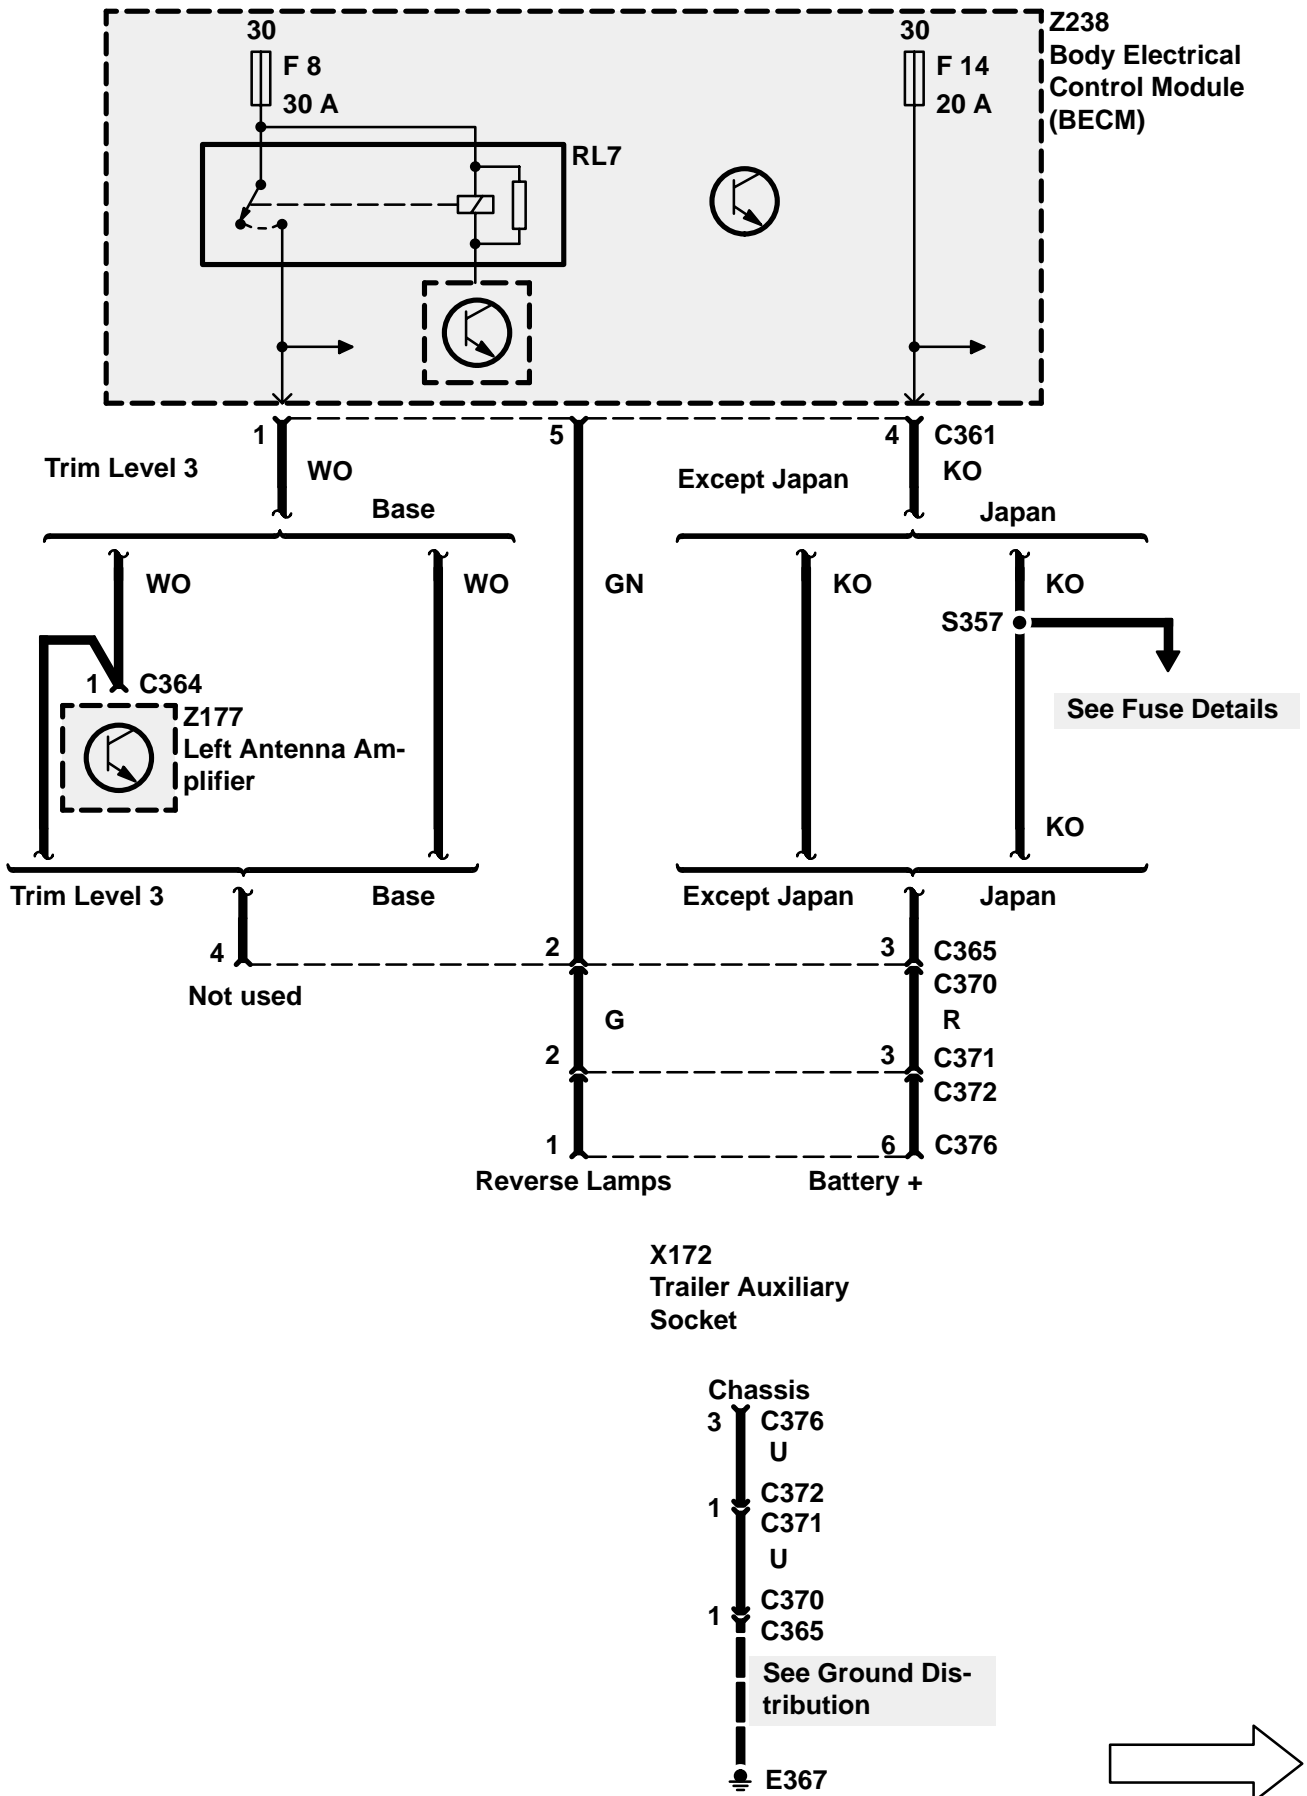 30
F 8
30 A
RL7
30
F 14
20 A
Z238
Body Electrical
Control Module
(BECM)
1
5
4
C361
Trim Level 3
WO
Base
Except Japan
KO
Japan
WO
WO
GN
KO
KO
S357
See Fuse Details
1
C364
Z177
Left Antenna Am-
plifier
KO
Trim Level 3
Base
Except Japan
Japan
4
2
3
C365
Not used
C370
G
R
2
3
C371
C372
1
6
C376
Reverse Lamps
Battery +
X172
Trailer Auxiliary
Socket
Chassis
3
C376
U
1
C372
C371
U
1
C370
C365
See Ground Dis-
tribution
E367